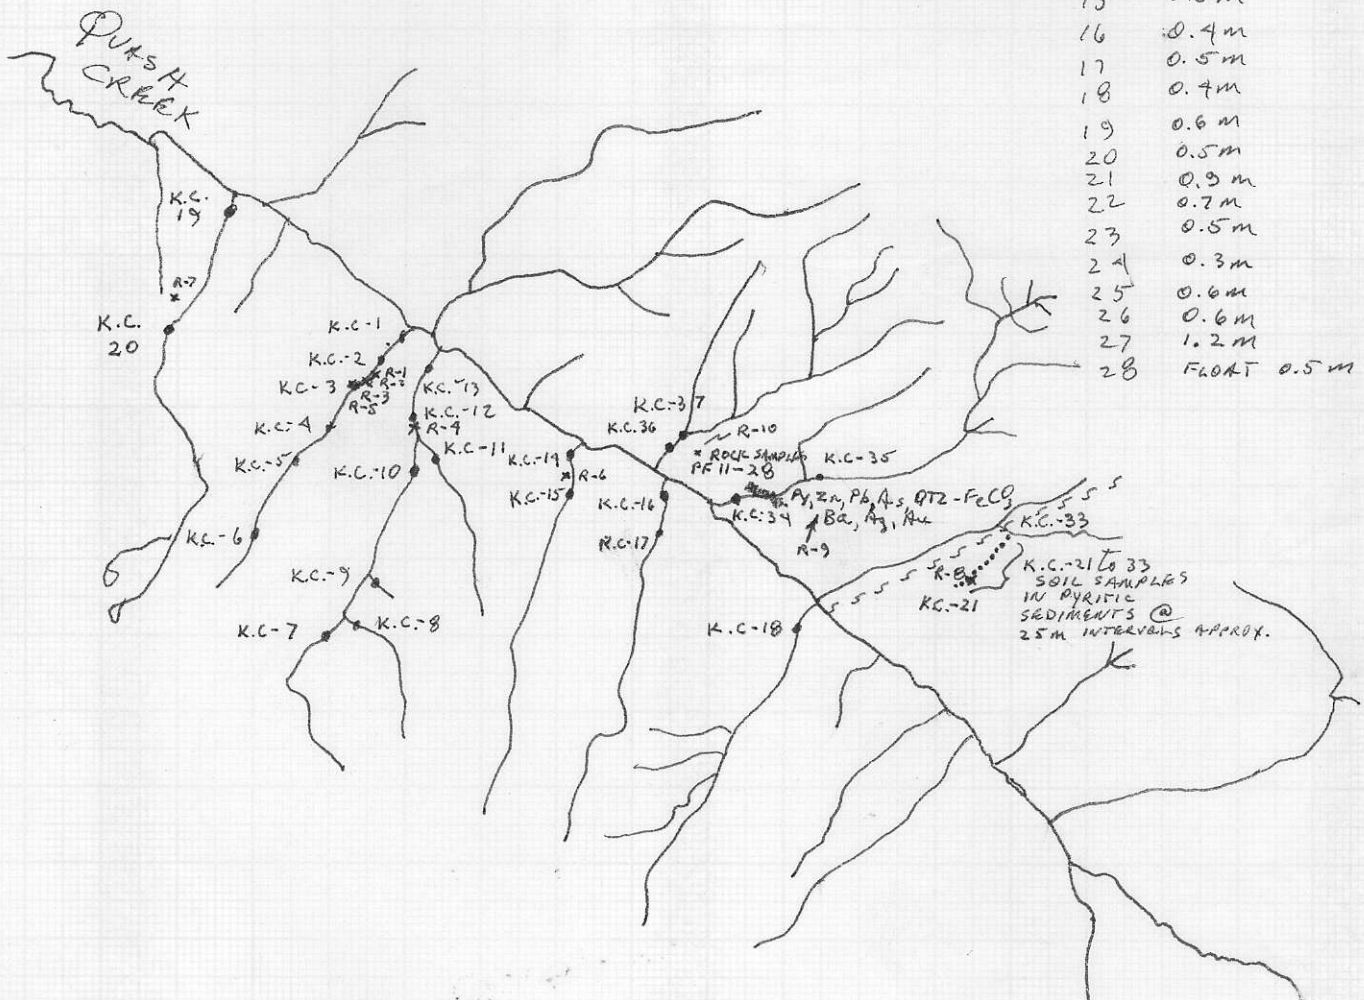 QUASH
CREEK
16 0.4m
17 0.5m
18 0.4m
19 0.6m
20 0.5m
21 0.9m
22 0.7m
23 0.5m
24 0.3m
25 0.6m
26 0.6m
27 1.2m
28 FLOAT 0.5m
K.C.
19
R-7
K.C.
20
K.C-1
K.C.-2
R-1
R-2
K.C-3
R-3
R-5
K.C-4
K.C.-5
K.C.-6
K.C.-13
K.C.-12
R-4
K.C.-11
K.C.-10
K.C.-9
K.C-7
K.C.-8
K.C.-14
R-6
K.C.-15
K.C.-37
K.C.36
R-10
ROCK SAMPLES
PF 11-28
K.C-35
K.C.-16
K.C.-17
K.C.34
Py, Zn, Pb, As, QTZ-FeCO3
Ba, Ag, Au
R-9
K.C.-33
R-8
K.C.-21
K.C.-21 to 33
SOIL SAMPLES
IN PYRITIC
SEDIMENTS @
25M INTERVALS APPROX.
K.C-18